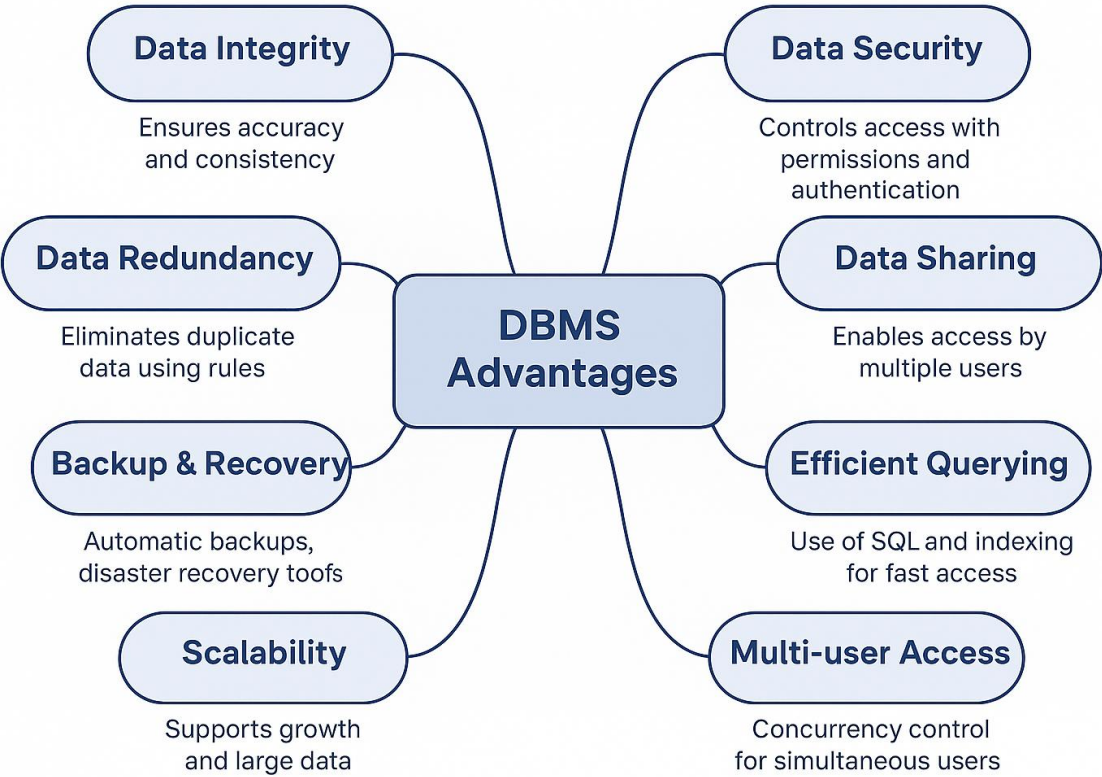 Data Integrity
Ensures accuracy
and consistency
Data Redundancy
Eliminates duplicate
data using rules
Backup & Recovery
Automatic backups,
disaster recovery toofs
Scalability
Supports growth
and large data
DBMS
Advantages
Data Security
Controls access with
permissions and
authentication
Data Sharing
Enables access by
multiple users
Efficient Querying
Use of SQL and indexing
for fast access
Multi-user Access
Concurrency control
for simultaneous users